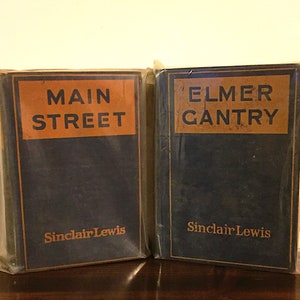 MAIN
STREET
Sinclair Lewis
ELMER
GANTRY
Sinclair Lewis